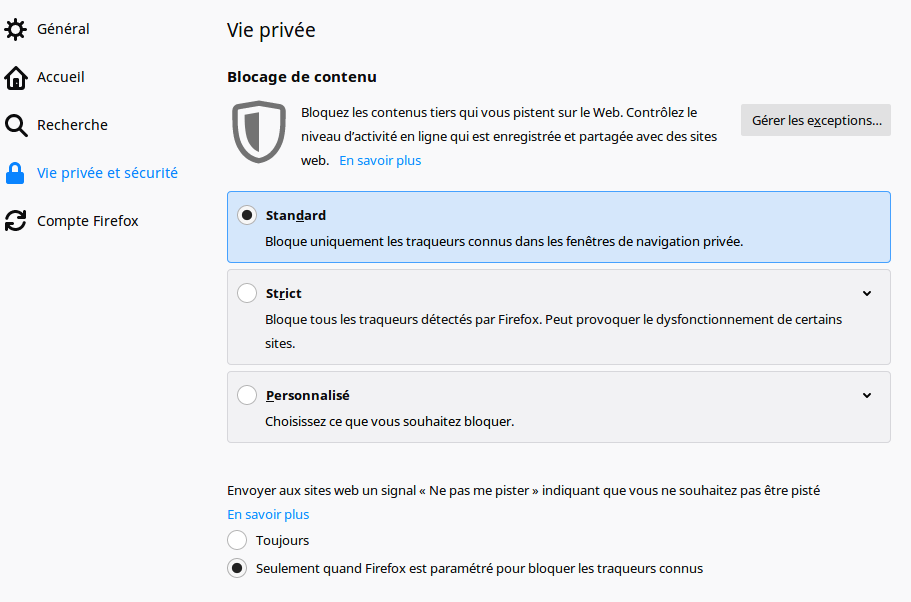 Général
Accueil
Recherche
Vie privée et sécurité
Compte Firefox
Vie privée
Blocage de contenu
Bloquez les contenus tiers qui vous pistent sur le Web. Contrôlez le
niveau d’activité en ligne qui est enregistrée et partagée avec des sites
web. En savoir plus
Gérer les exceptions...
Standard
Bloque uniquement les traqueurs connus dans les fenêtres de navigation privée.
Strict
Bloque tous les traqueurs détectés par Firefox. Peut provoquer le dysfonctionnement de certains
sites.
Personnalisé
Choisissez ce que vous souhaitez bloquer.
Envoyer aux sites web un signal « Ne pas me pister » indiquant que vous ne souhaitez pas être pisté
En savoir plus
Toujours
Seulement quand Firefox est paramétré pour bloquer les traqueurs connus